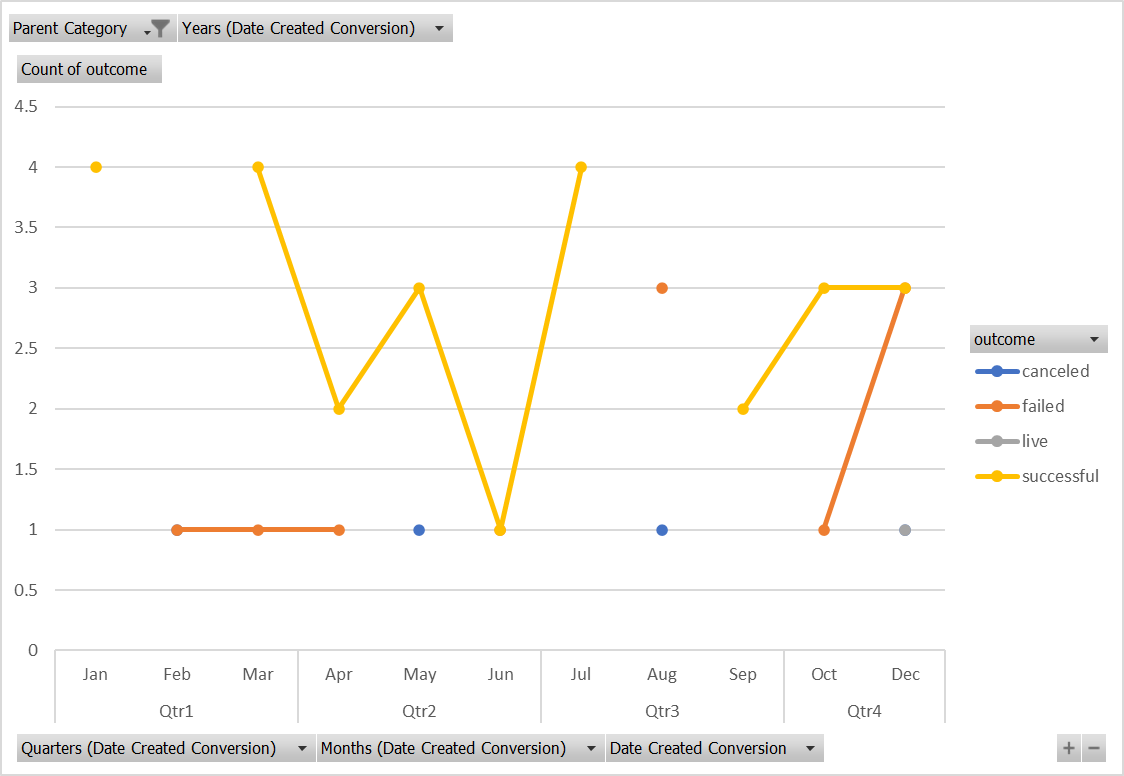 Parent Category Years (Date Created Conversion)
Count of outcome
4.5
4
3.5
3
2.5
2
1.5
1
0.5
0
outcome
canceled
failed
live
successful
Jan Feb Mar Apr May Jun Jul Aug Sep Oct Dec
Qtr1 Qtr2 Qtr3 Qtr4
Quarters (Date Created Conversion) Months (Date Created Conversion) Date Created Conversion + −